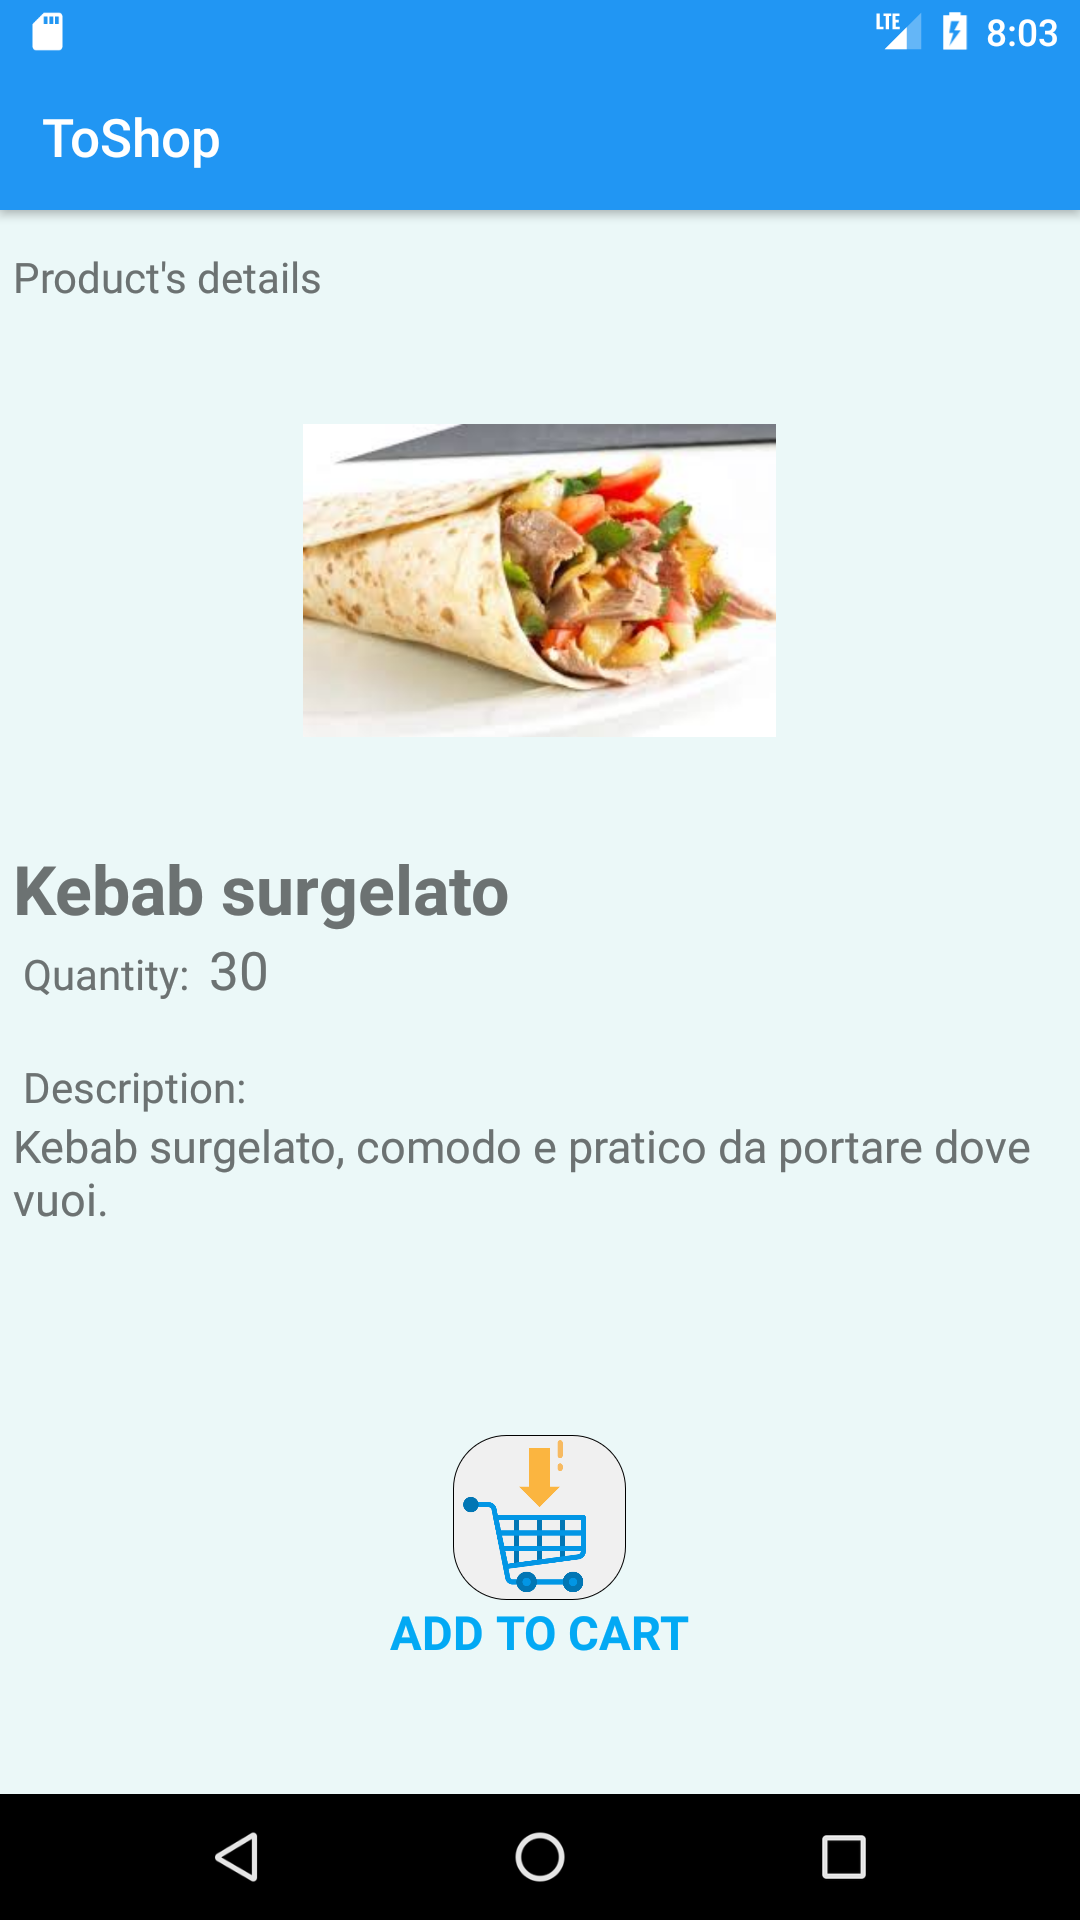 LTE 8:03
ToShop
Product's details
Kebab surgelato
Quantity: 30
Description:
Kebab surgelato, comodo e pratico da portare dove
vuoi.
ADD TO CART